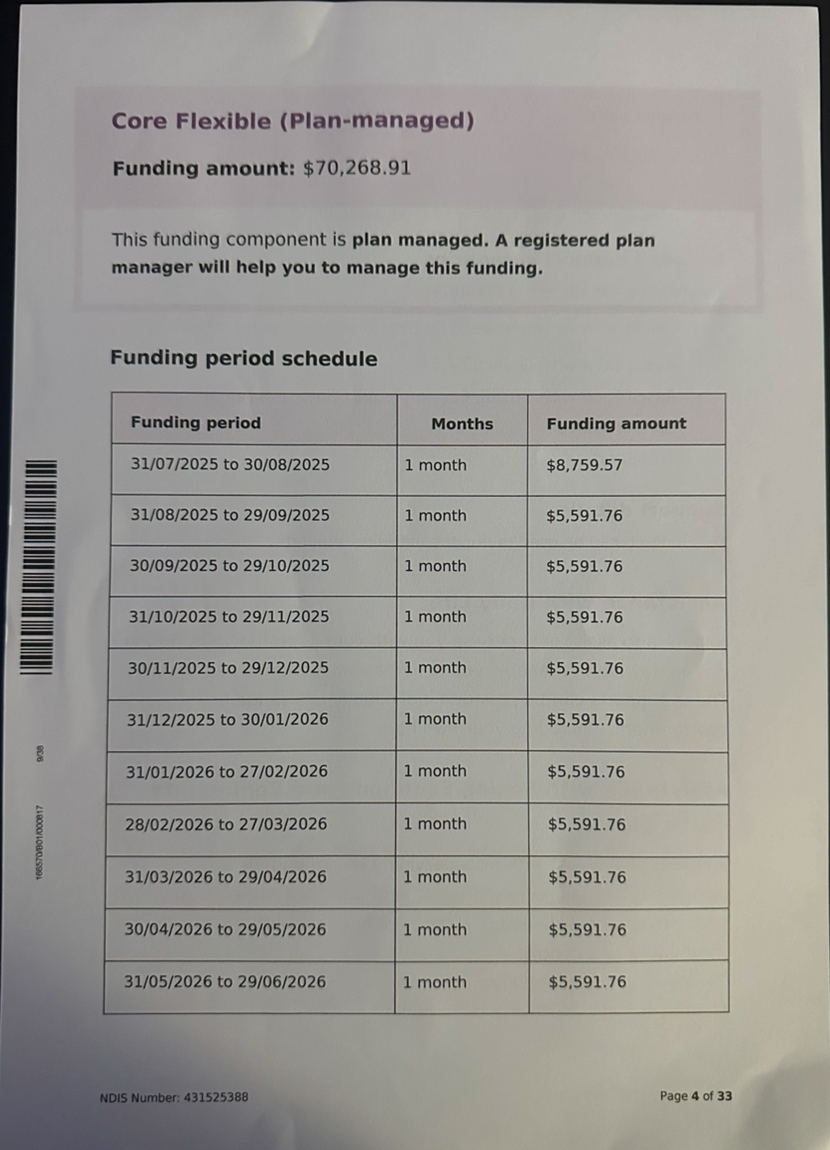 Core Flexible (Plan-managed)
Funding amount: $70,268.91
This funding component is plan managed. A registered plan
manager will help you to manage this funding.
Funding period schedule
Funding period Months Funding amount
31/07/2025 to 30/08/2025 1 month $8,759.57
31/08/2025 to 29/09/2025 1 month $5,591.76
30/09/2025 to 29/10/2025 1 month $5,591.76
31/10/2025 to 29/11/2025 1 month $5,591.76
30/11/2025 to 29/12/2025 1 month $5,591.76
31/12/2025 to 30/01/2026 1 month $5,591.76
31/01/2026 to 27/02/2026 1 month $5,591.76
28/02/2026 to 27/03/2026 1 month $5,591.76
31/03/2026 to 29/04/2026 1 month $5,591.76
30/04/2026 to 29/05/2026 1 month $5,591.76
31/05/2026 to 29/06/2026 1 month $5,591.76
166570/B01/000817 9/38
NDIS Number: 431525388 Page 4 of 33